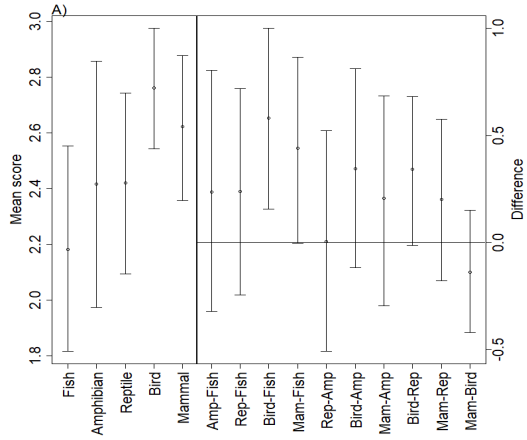 A)
Mean score
3.0
2.8
2.6
2.4
2.2
2.0
1.8
Fish
Amphibian
Reptile
Bird
Mammal
Amp-Fish
Rep-Fish
Bird-Fish
Mam-Fish
Rep-Amp
Bird-Amp
Mam-Amp
Bird-Rep
Mam-Rep
Mam-Bird
1.0
0.5
0.0
-0.5
Difference